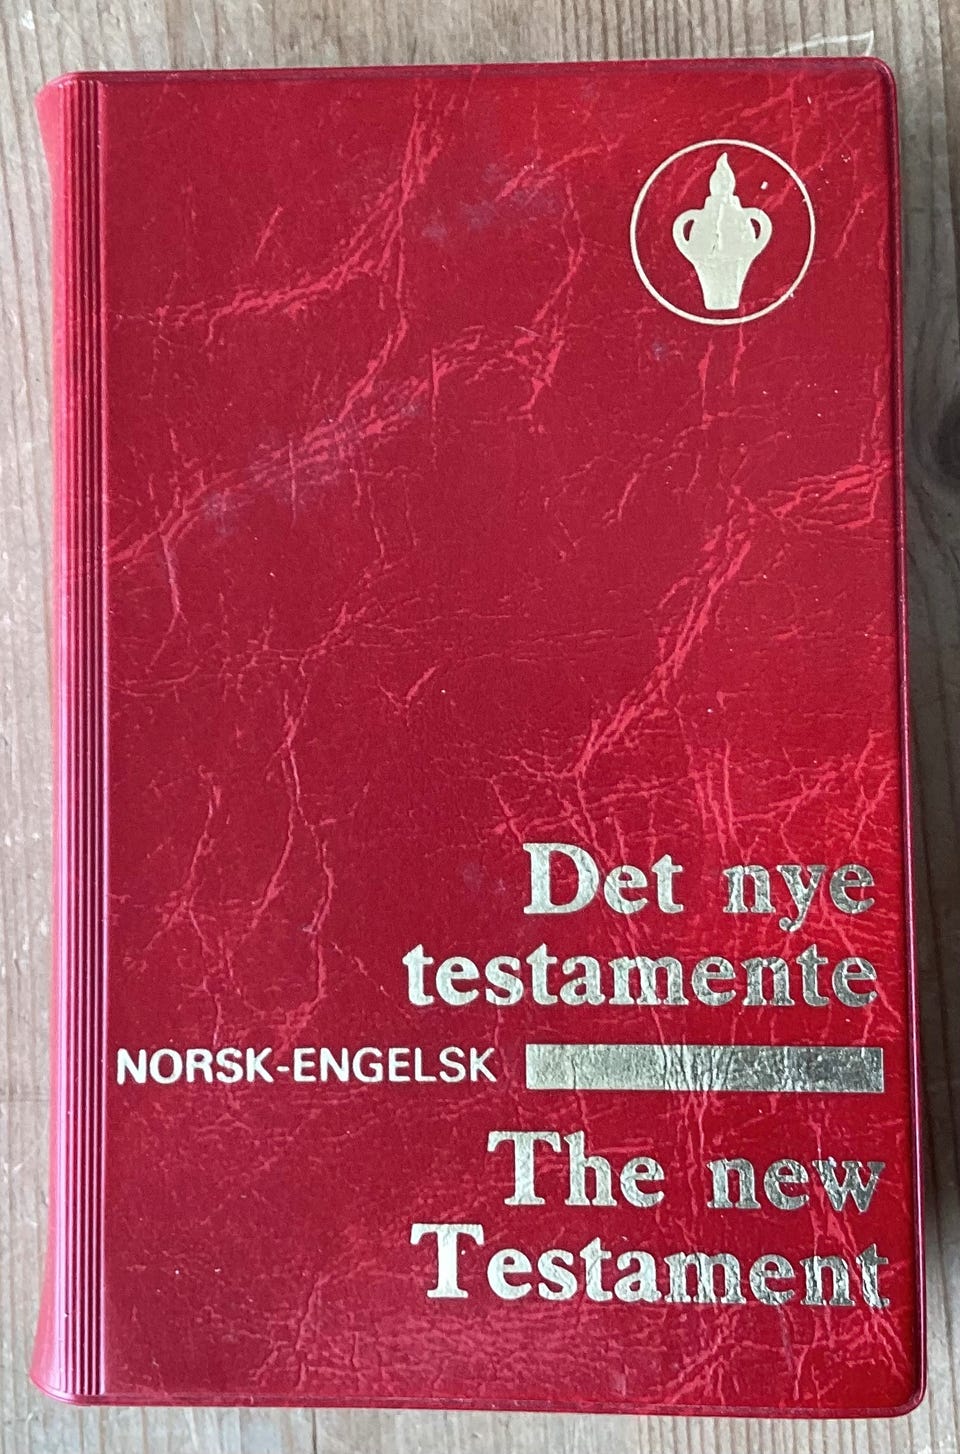 Det nye
testamente
NORSK-ENGELSK
The new
Testament